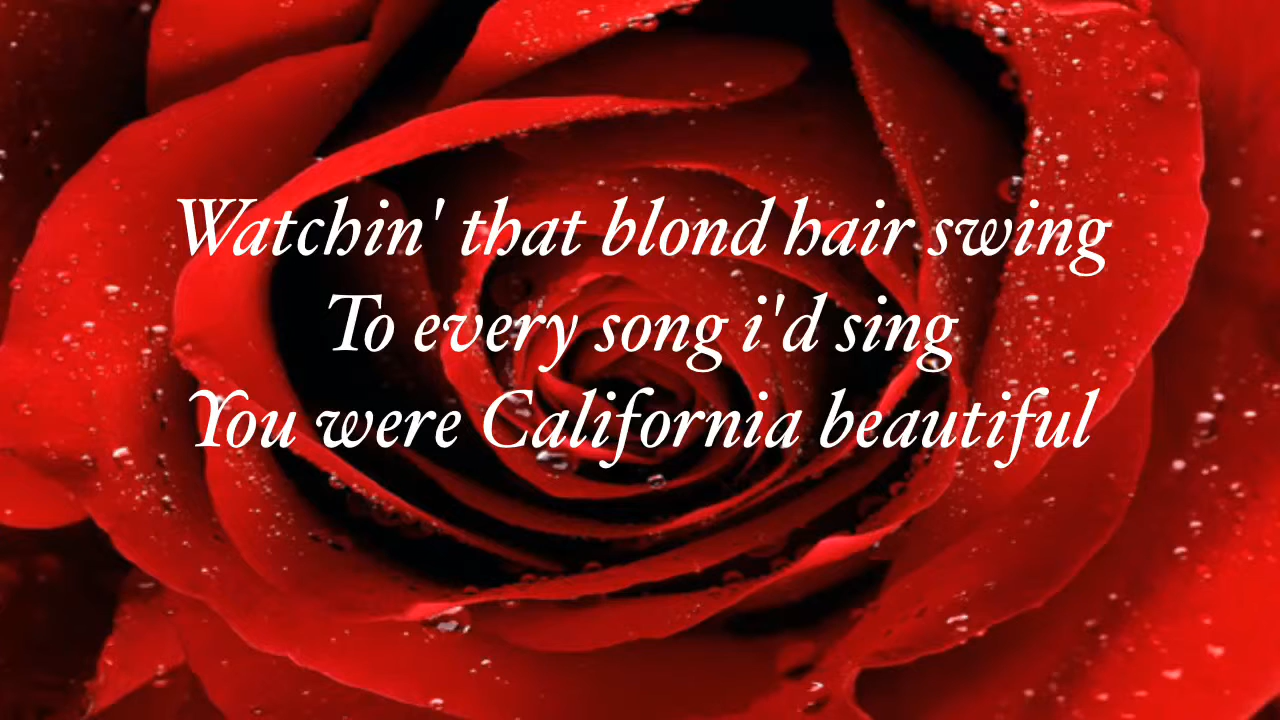 Watchin' that blond hair swing
To every song i'd sing
You were California beautiful